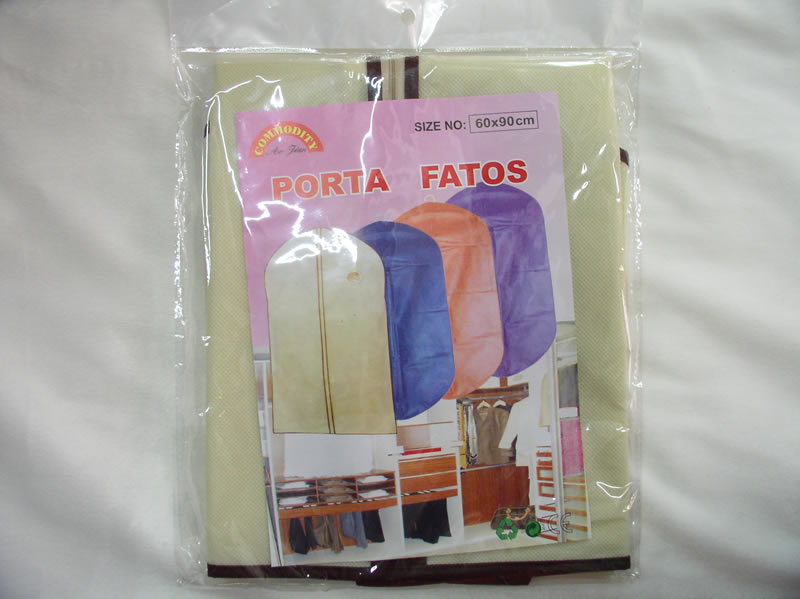 COMMODITY
SIZE NO: 60x90cm
PORTA FATOS